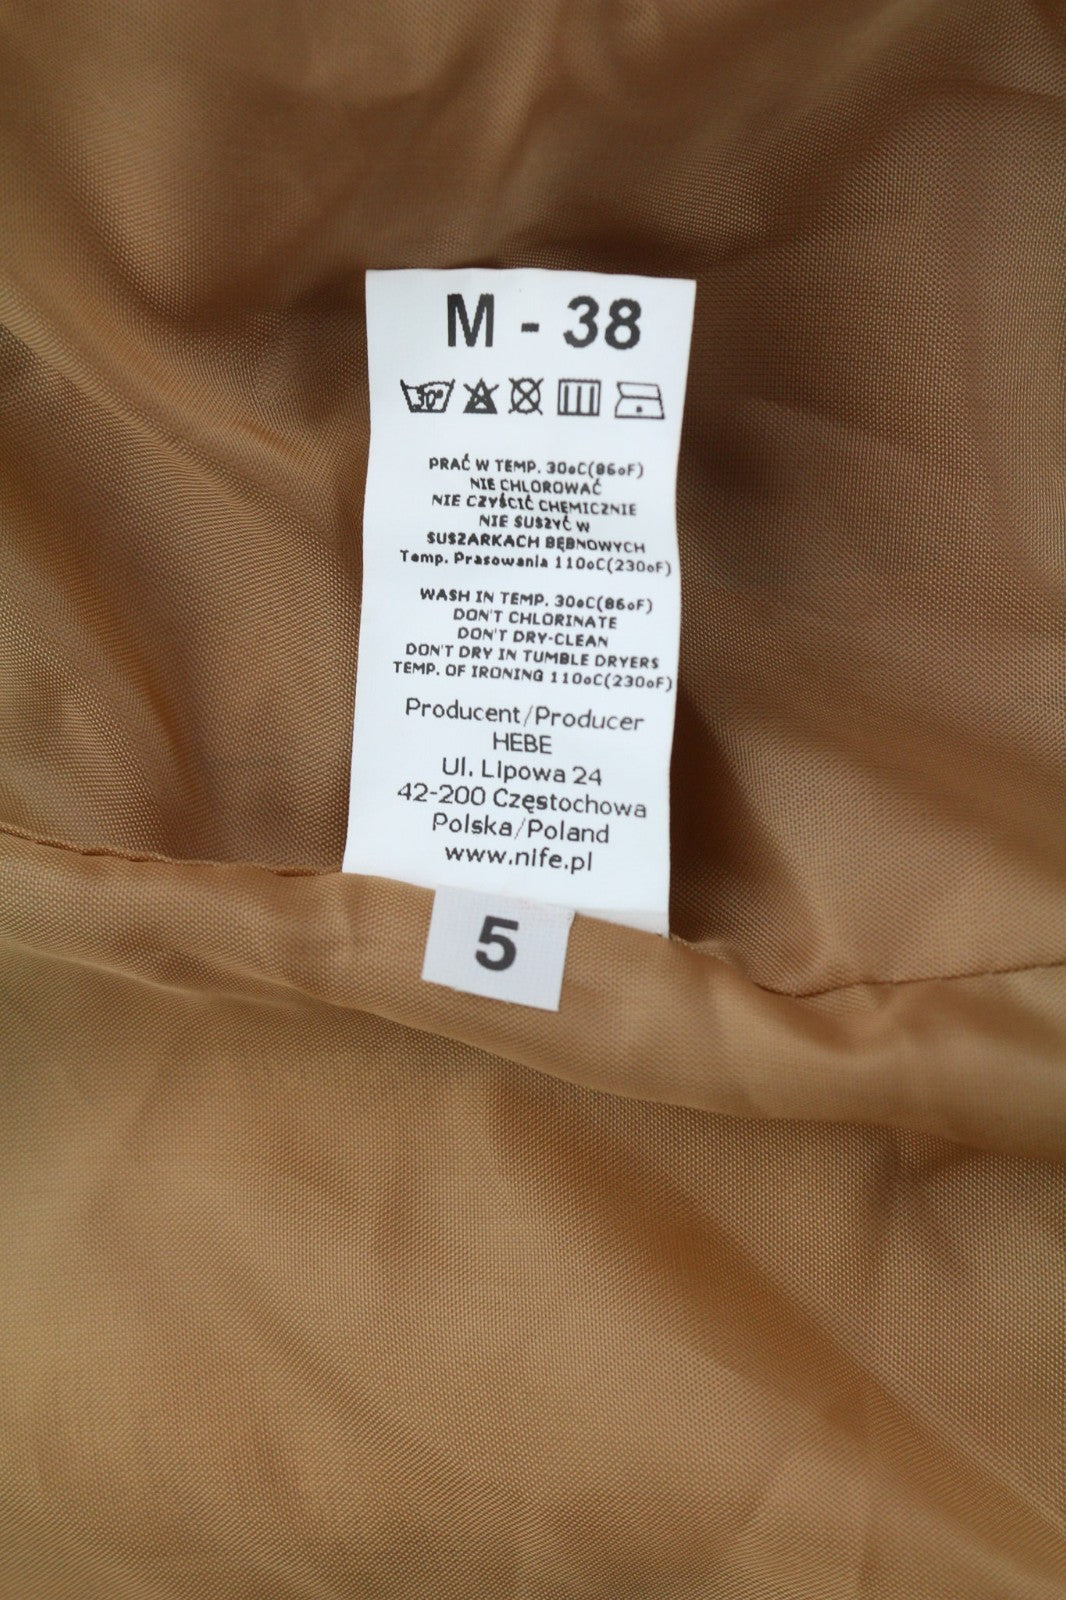 M - 38
30°
PRAĆ W TEMP. 30oC(86oF)
NIE CHLOROWAĆ
NIE CZYŚCIĆ CHEMICZNIE
NIE SUSZYĆ W
SUSZARKACH BĘBNOWYCH
Temp. Prasowania 110oC(230oF)
WASH IN TEMP. 30oC(86oF)
DON'T CHLORINATE
DON'T DRY-CLEAN
DON'T DRY IN TUMBLE DRYERS
TEMP. OF IRONING 110oC(230oF)
Producent/Producer
HEBE
Ul. Lipowa 24
42-200 Częstochowa
Polska/Poland
www.nife.pl
5